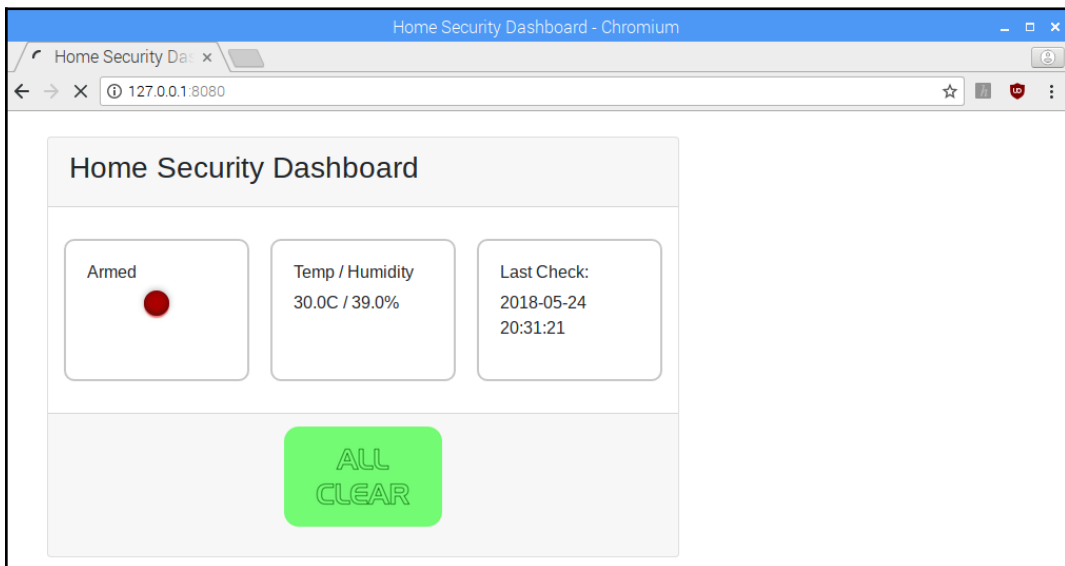 Home Security Dashboard - Chromium
Home Security Das
127.0.0.1:8080
Home Security Dashboard
Armed
Temp / Humidity
30.0C / 39.0%
Last Check:
2018-05-24
20:31:21
ALL
CLEAR